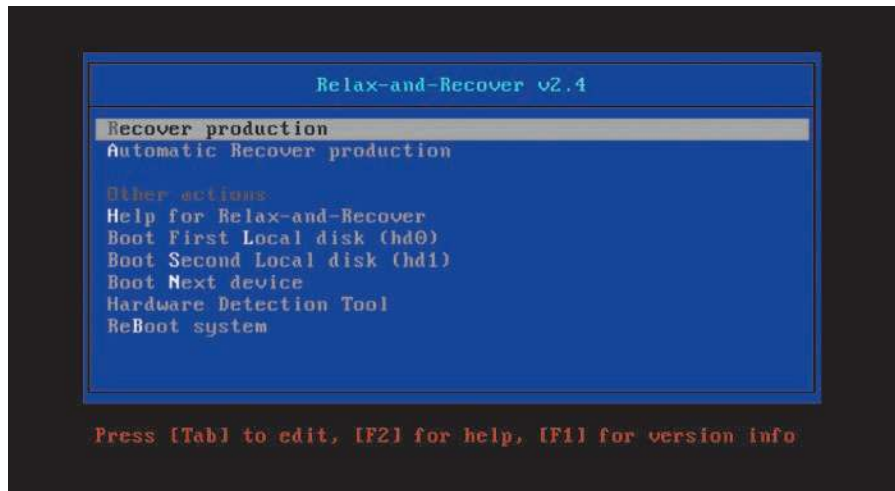 Relax-and-Recover v2.4
Recover production
Automatic Recover production
Other actions
Help for Relax-and-Recover
Boot First Local disk (hd0)
Boot Second Local disk (hd1)
Boot Next device
Hardware Detection Tool
ReBoot system
Press [Tab] to edit, [F2] for help, [F1] for version info